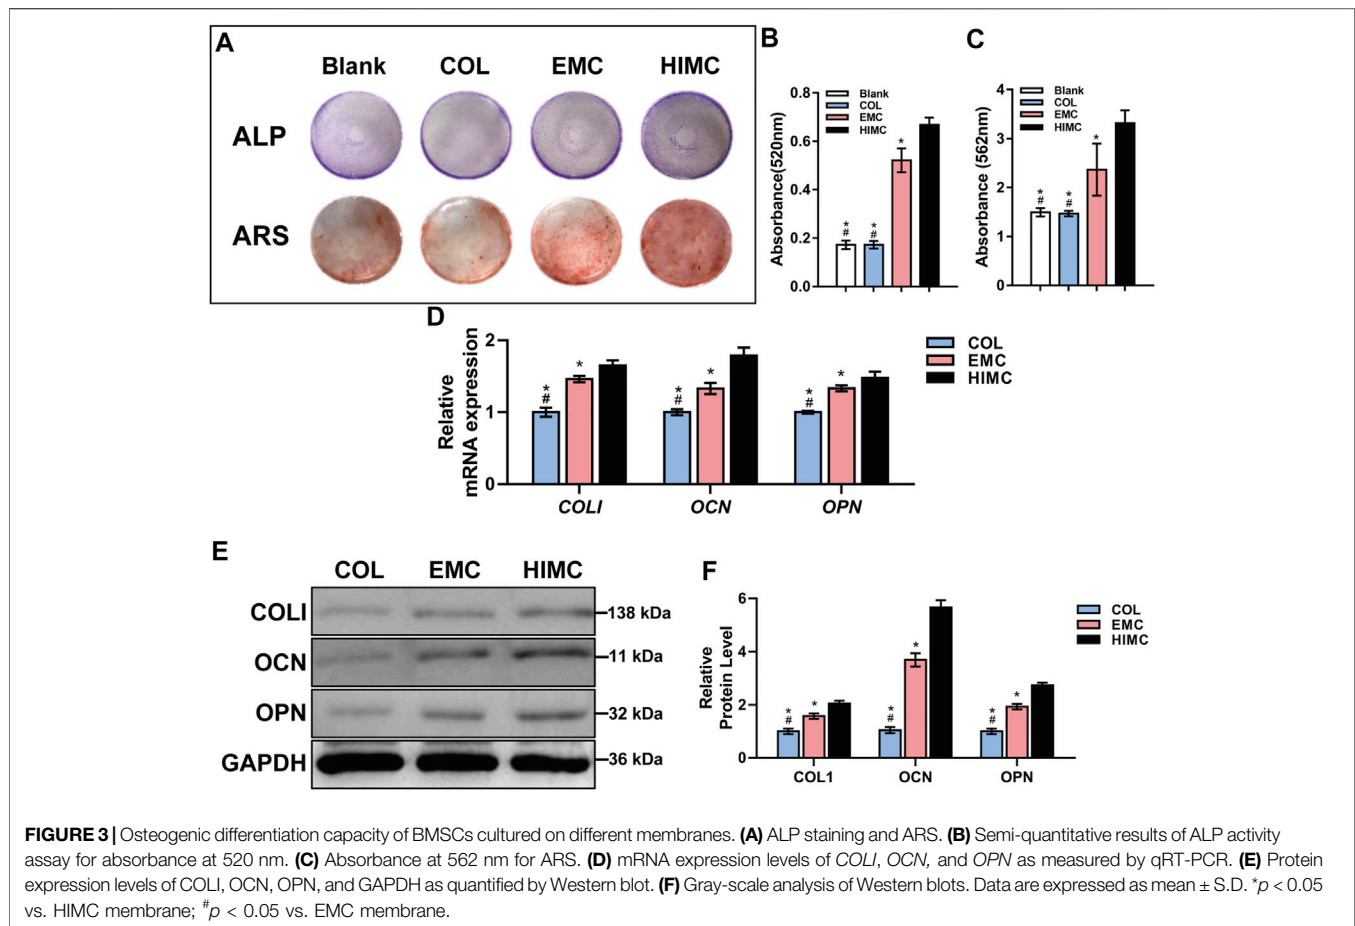 A
Blank COL EMC HIMC
ALP
ARS
B
Absorbance(520nm)
0.8
0.6
0.4
0.2
0.0
Blank
COL
EMC
HIMC
*
#
*
#
*
C
Absorbance (562nm)
4
3
2
1
0
Blank
COL
EMC
HIMC
*
#
*
#
*
D
Relative
mRNA expression
2
1
0
*
#
*
*
#
*
*
#
*
COLI OCN OPN
COL
EMC
HIMC
E
COL EMC HIMC
COLI 138 kDa
OCN 11 kDa
OPN 32 kDa
GAPDH 36 kDa
F
Relative
Protein Level
6
4
2
0
*
#
*
*
#
*
*
#
*
COL1 OCN OPN
COL
EMC
HIMC
FIGURE 3 | Osteogenic differentiation capacity of BMSCs cultured on different membranes. (A) ALP staining and ARS. (B) Semi-quantitative results of ALP activity
assay for absorbance at 520 nm. (C) Absorbance at 562 nm for ARS. (D) mRNA expression levels of COLI, OCN, and OPN as measured by qRT-PCR. (E) Protein
expression levels of COLI, OCN, OPN, and GAPDH as quantified by Western blot. (F) Gray-scale analysis of Western blots. Data are expressed as mean ± S.D. *p < 0.05
vs. HIMC membrane; #p < 0.05 vs. EMC membrane.